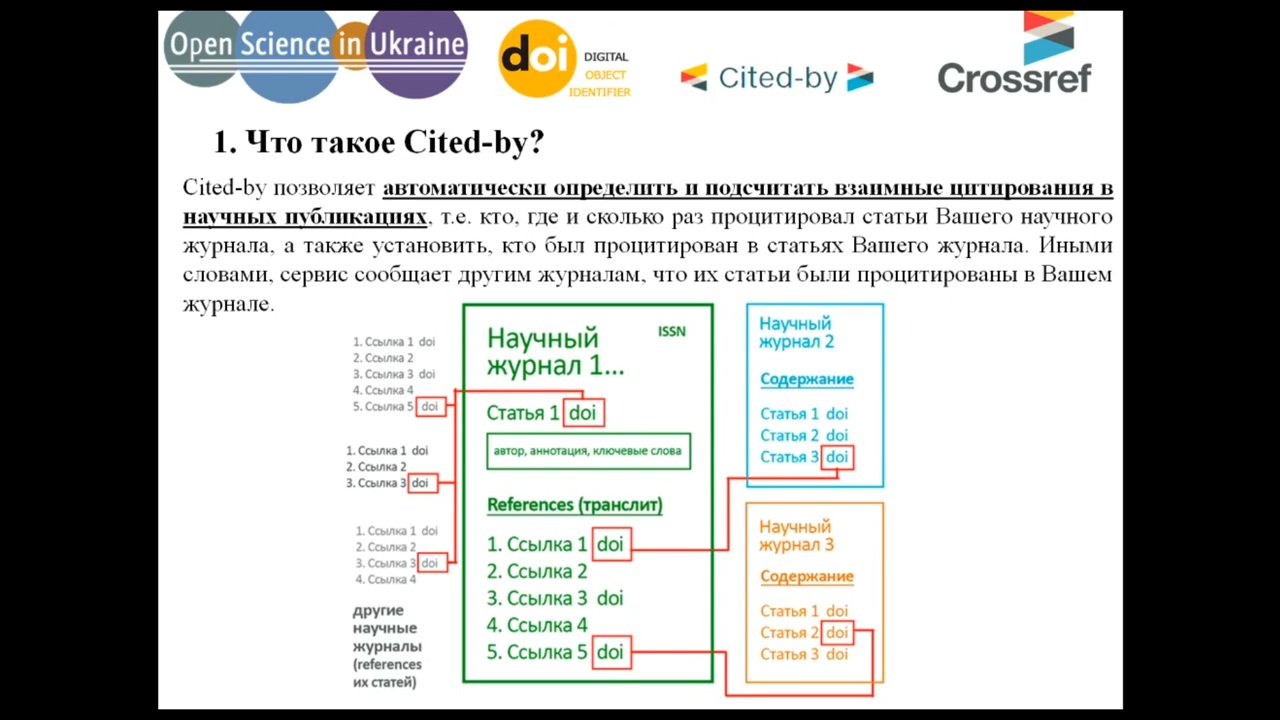 Open Science in Ukraine
doi DIGITAL
OBJECT
IDENTIFIER
Cited-by
Crossref
1. Что такое Cited-by?
Cited-by позволяет автоматически определить и подсчитать взаимные цитирования в
научных публикациях, т.е. кто, где и сколько раз процитировал статьи Вашего научного
журнала, а также установить, кто был процитирован в статьях Вашего журнала. Иными
словами, сервис сообщает другим журналам, что их статьи были процитированы в Вашем
журнале.
1. Ссылка 1 doi
2. Ссылка 2
3. Ссылка 3 doi
4. Ссылка 4
5. Ссылка 5 doi
1. Ссылка 1 doi
2. Ссылка 2
3. Ссылка 3 doi
1. Ссылка 1 doi
2. Ссылка 2
3. Ссылка 3 doi
4. Ссылка 4
другие
научные
журналы
(references
их статей)
Научный ISSN
журнал 1...
Статья 1 doi
автор, аннотация, ключевые слова
References (транслит)
1. Ссылка 1 doi
2. Ссылка 2
3. Ссылка 3 doi
4. Ссылка 4
5. Ссылка 5 doi
Научный
журнал 2
Содержание
Статья 1 doi
Статья 2 doi
Статья 3 doi
Научный
журнал 3
Содержание
Статья 1 doi
Статья 2 doi
Статья 3 doi